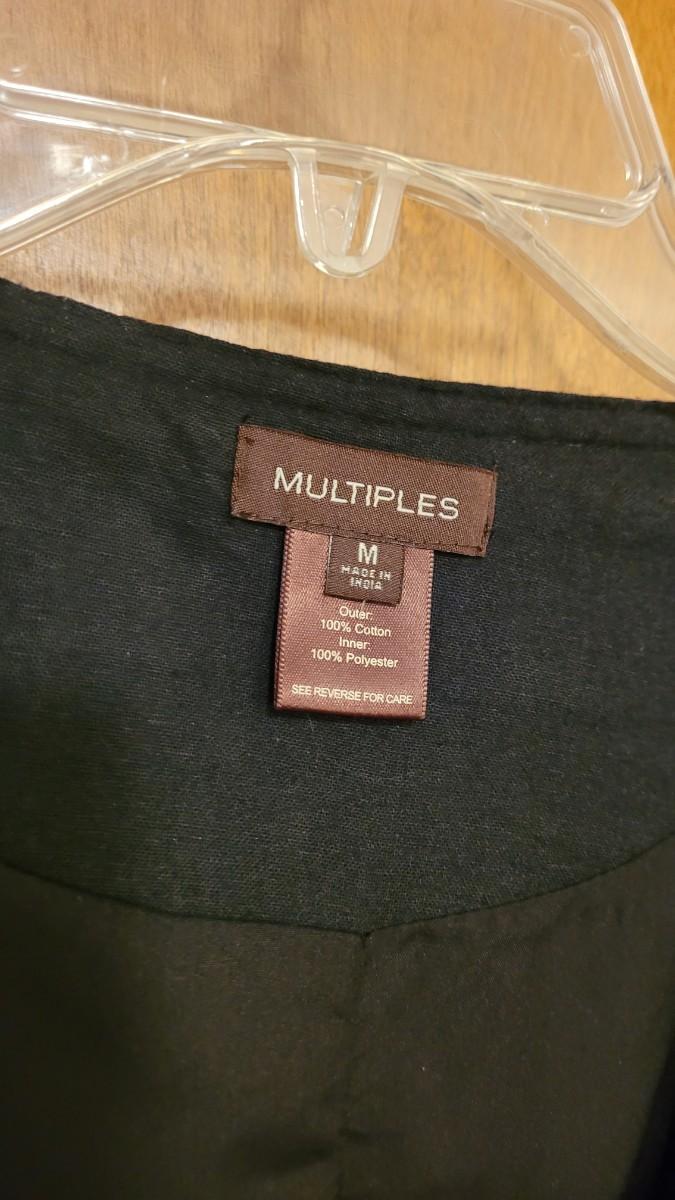 MULTIPLES
M
MADE IN
INDIA
Outer:
100% Cotton
Inner:
100% Polyester
SEE REVERSE FOR CARE